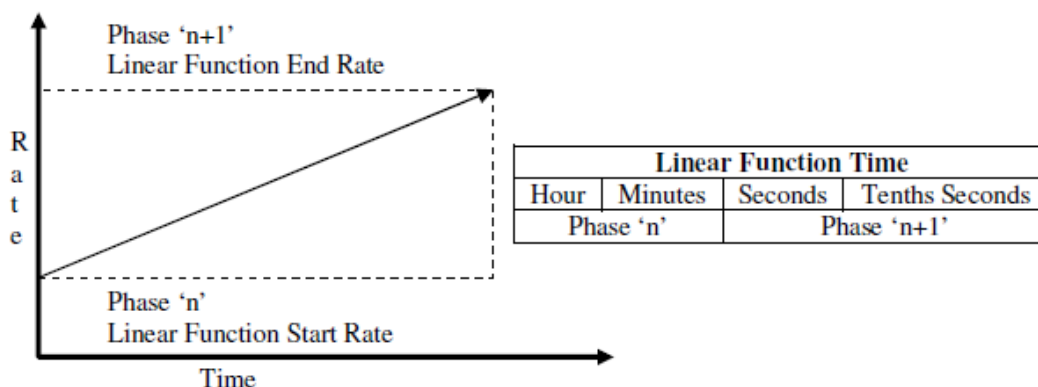 Phase ‘n+1’
Linear Function End Rate
R
a
t
e
Phase ‘n’
Linear Function Start Rate
Time
Linear Function Time
Hour Minutes Seconds Tenths Seconds
Phase ‘n’ Phase ‘n+1’